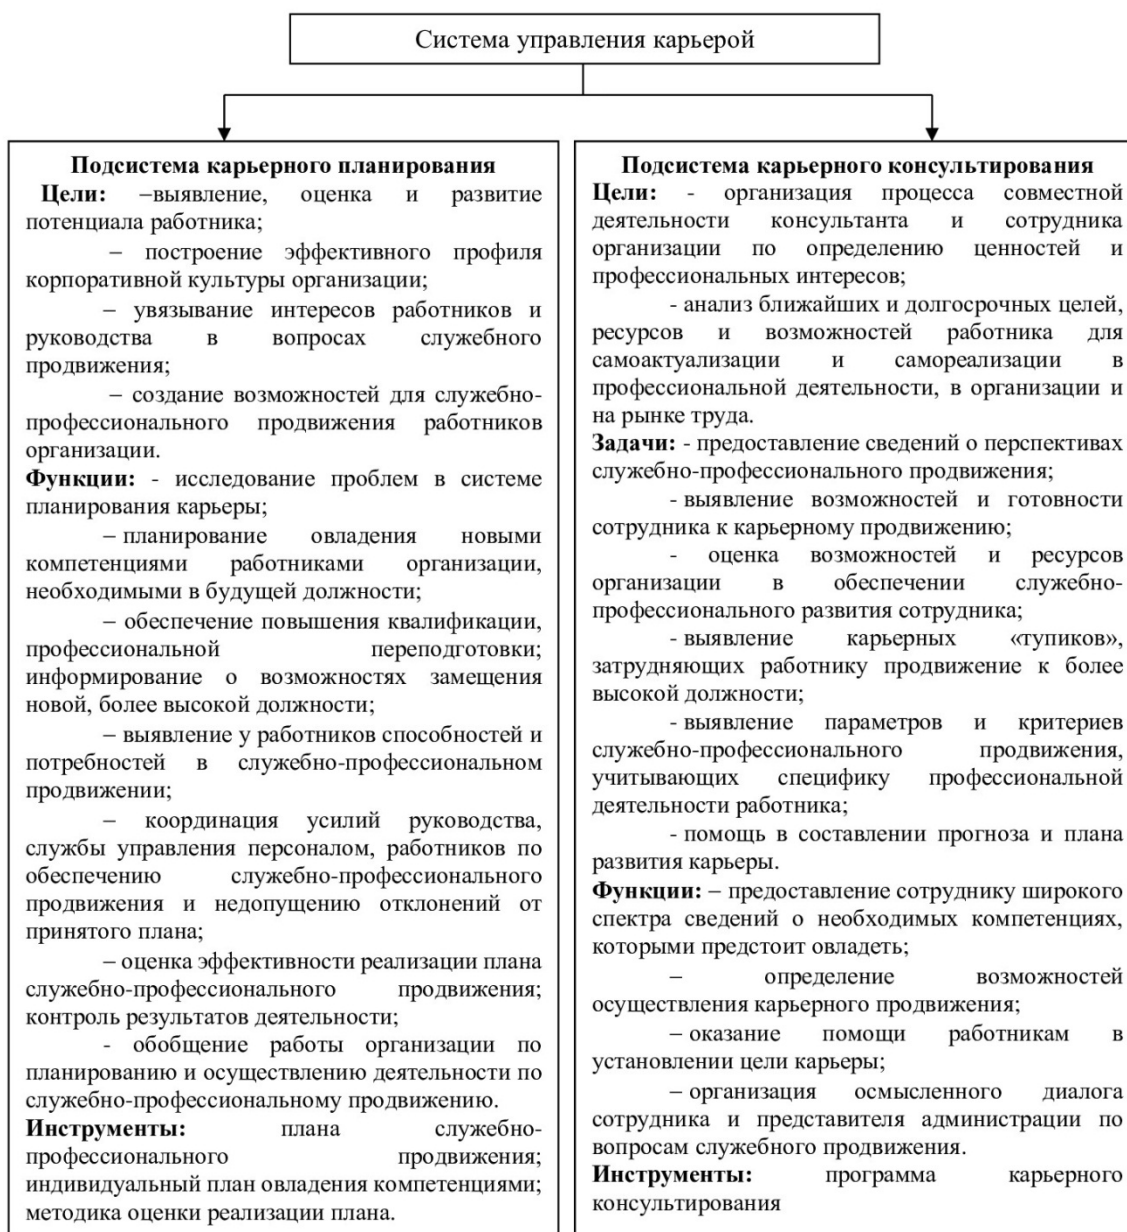 Система управления карьерой
Подсистема карьерного планирования
Цели: –выявление, оценка и развитие
потенциала работника;
– построение эффективного профиля
корпоративной культуры организации;
– увязывание интересов работников и
руководства в вопросах служебного
продвижения;
– создание возможностей для служебно-
профессионального продвижения работников
организации.
Функции: - исследование проблем в системе
планирования карьеры;
– планирование овладения новыми
компетенциями работниками организации,
необходимыми в будущей должности;
– обеспечение повышения квалификации,
профессиональной переподготовки;
информирование о возможностях замещения
новой, более высокой должности;
– выявление у работников способностей и
потребностей в служебно-профессиональном
продвижении;
– координация усилий руководства,
службы управления персоналом, работников по
обеспечению служебно-профессионального
продвижения и недопущению отклонений от
принятого плана;
– оценка эффективности реализации плана
служебно-профессионального продвижения;
контроль результатов деятельности;
- обобщение работы организации по
планированию и осуществлению деятельности по
служебно-профессиональному продвижению.
Инструменты: плана служебно-
профессионального продвижения;
индивидуальный план овладения компетенциями;
методика оценки реализации плана.
Подсистема карьерного консультирования
Цели: - организация процесса совместной
деятельности консультанта и сотрудника
организации по определению ценностей и
профессиональных интересов;
- анализ ближайших и долгосрочных целей,
ресурсов и возможностей работника для
самоактуализации и самореализации в
профессиональной деятельности, в организации и
на рынке труда.
Задачи: - предоставление сведений о перспективах
служебно-профессионального продвижения;
- выявление возможностей и готовности
сотрудника к карьерному продвижению;
- оценка возможностей и ресурсов
организации в обеспечении служебно-
профессионального развития сотрудника;
- выявление карьерных «тупиков»,
затрудняющих работнику продвижение к более
высокой должности;
- выявление параметров и критериев
служебно-профессионального продвижения,
учитывающих специфику профессиональной
деятельности работника;
- помощь в составлении прогноза и плана
развития карьеры.
Функции: – предоставление сотруднику широкого
спектра сведений о необходимых компетенциях,
которыми предстоит овладеть;
– определение возможностей
осуществления карьерного продвижения;
– оказание помощи работникам в
установлении цели карьеры;
– организация осмысленного диалога
сотрудника и представителя администрации по
вопросам служебного продвижения.
Инструменты: программа карьерного
консультирования